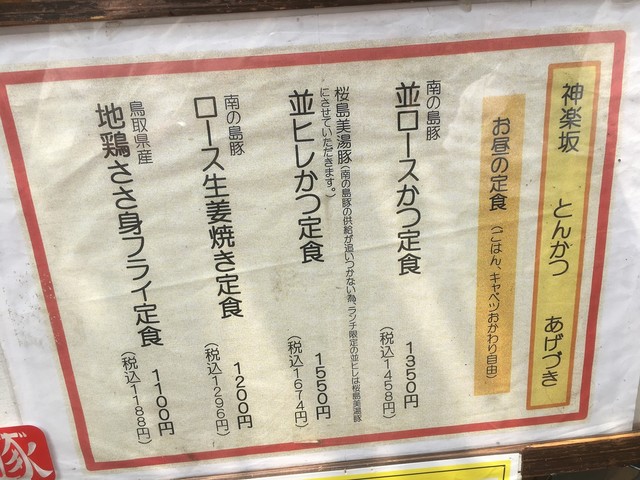 神楽坂　とんかつ　あげづき
お昼の定食（ごはん、キャベツおかわり自由）
南の島豚
並ロースかつ定食　1350円
（税込1458円）
桜島美湯豚（南の島豚の供給が追いつかない為、ランチ限定の並ヒレは桜島美湯豚
にさせていただきます。）
並ヒレかつ定食　1550円
（税込1674円）
南の島豚
ロース生姜焼き定食　1200円
（税込1296円）
鳥取県産
地鶏ささ身フライ定食　1100円
（税込1188円）
豚